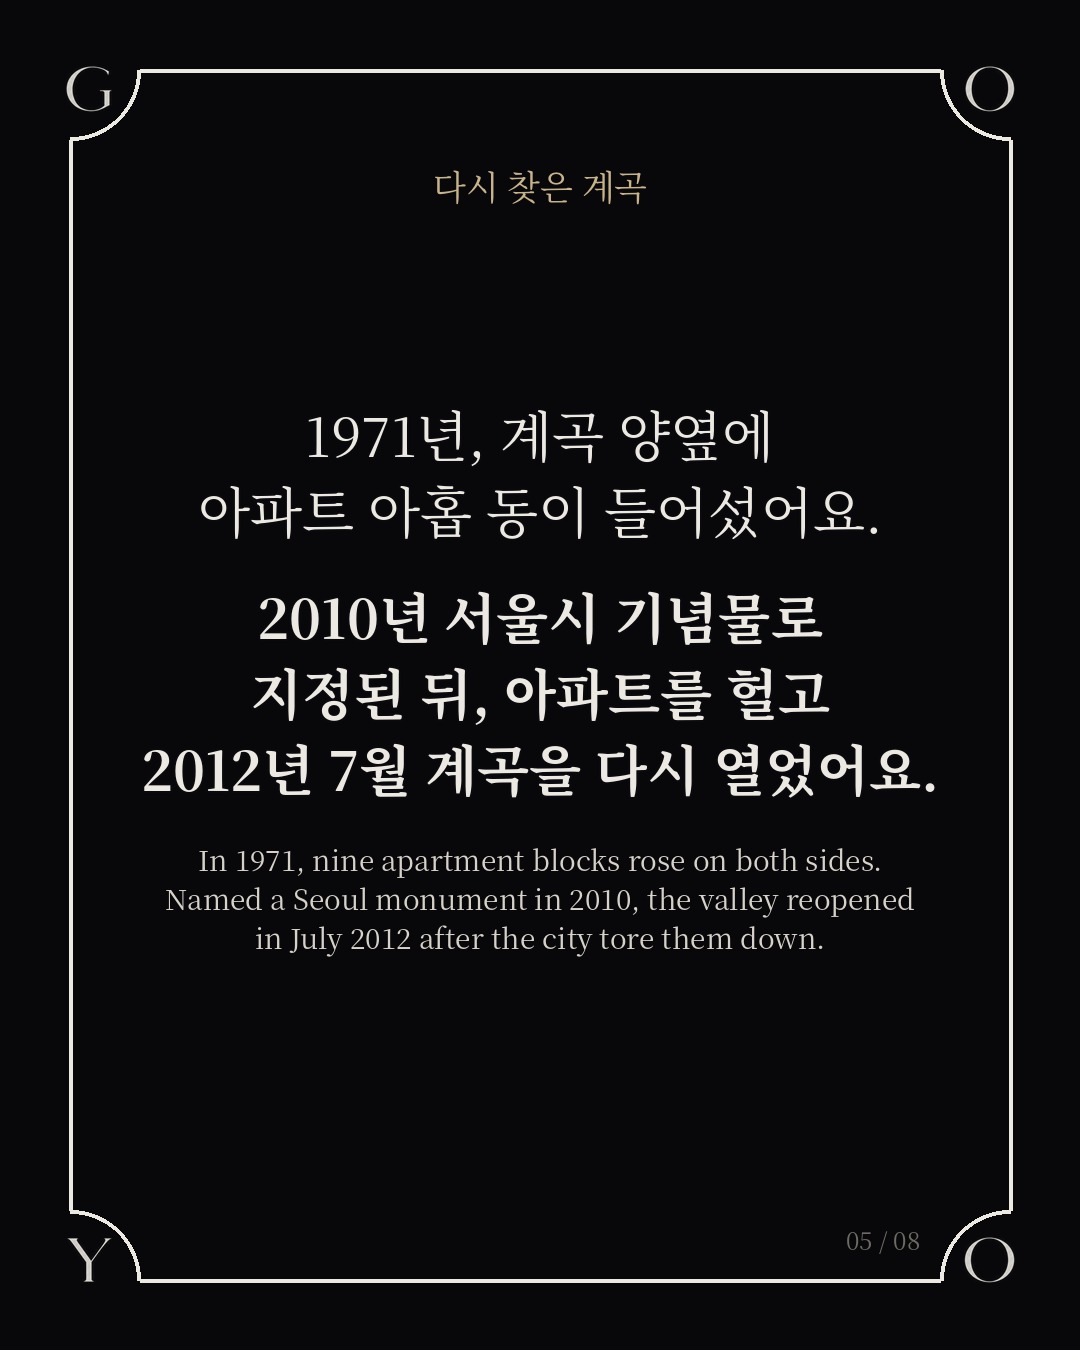 G O
다시 찾은 계곡
1971년, 계곡 양옆에
아파트 아홉 동이 들어섰어요.
2010년 서울시 기념물로
지정된 뒤, 아파트를 헐고
2012년 7월 계곡을 다시 열었어요.
In 1971, nine apartment blocks rose on both sides.
Named a Seoul monument in 2010, the valley reopened
in July 2012 after the city tore them down.
05 / 08
Y O